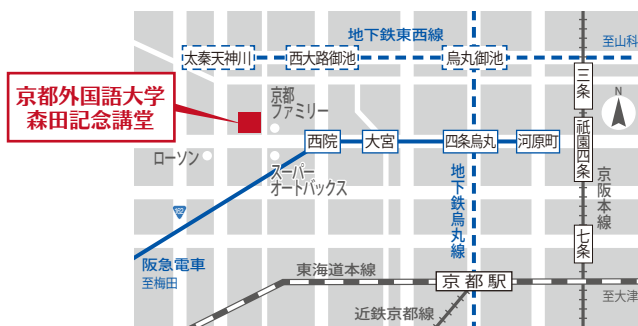 地下鉄東西線
至山科
太秦天神川
西大路御池
烏丸御池
三条
京都外国語大学
森田記念講堂
京都
ファミリー
N
祇園四条
西院
大宮
四条烏丸
河原町
ローソン
スーパー
オートバックス
地下鉄烏丸線
京阪本線
七条
阪急電車
至梅田
東海道本線
京都駅
至大津
近鉄京都線